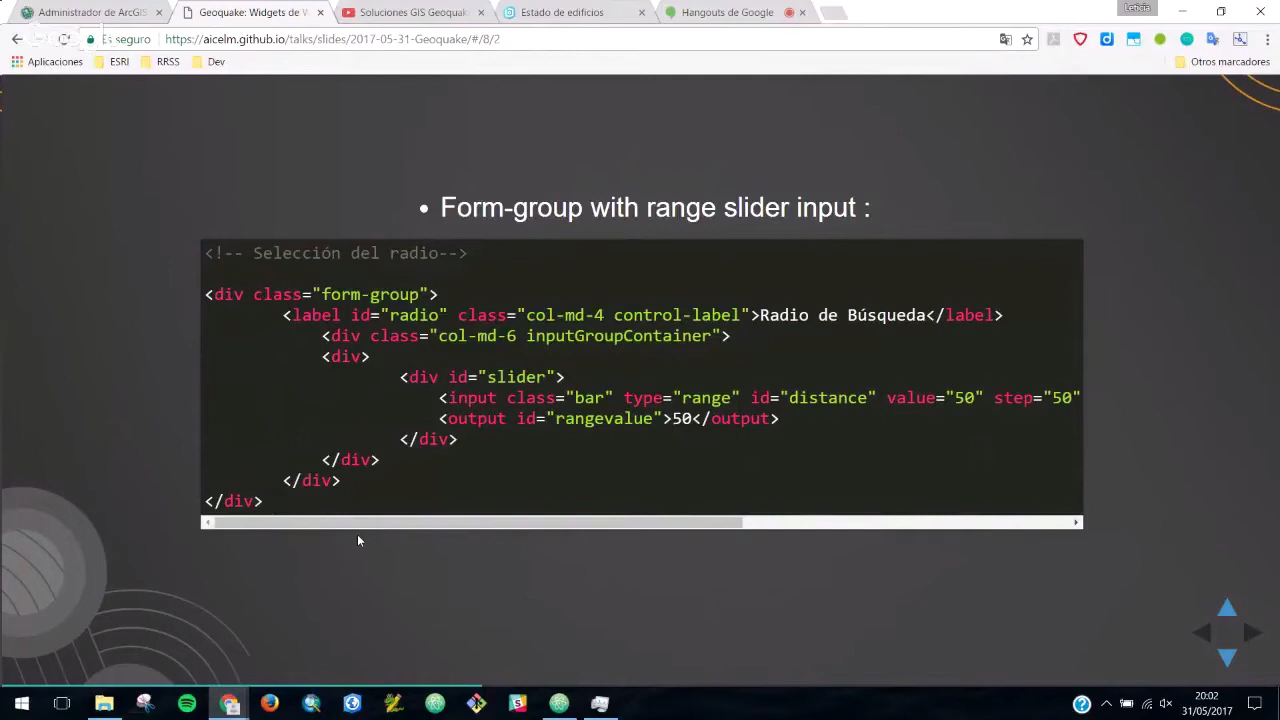 Administrador de ArcGIS
Geoquake: Widgets de V
Soluciones GIS Geoquak
Estado de edificios
Hangouts de Google
https://aicelm.github.io/talks/slides/2017-05-31-Geoquake/#/8/2
Aplicaciones
ESRI
RRSS
Dev
Otros marcadores
• Form-group with range slider input :
<!-- Selección del radio-->
<div class="form-group">
<label id="radio" class="col-md-4 control-label">Radio de Búsqueda</label>
<div class="col-md-6 inputGroupContainer">
<div>
<div id="slider">
<input class="bar" type="range" id="distance" value="50" step="50"
<output id="rangevalue">50</output>
</div>
</div>
</div>
</div>
20:02
31/05/2017